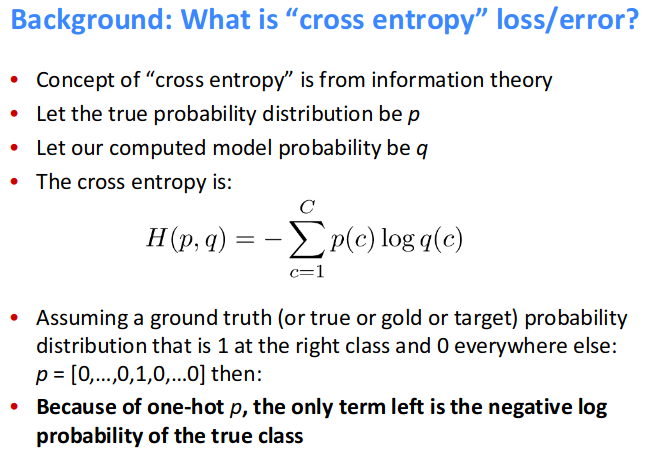 Background: What is “cross entropy” loss/error?
• Concept of “cross entropy” is from information theory
• Let the true probability distribution be p
• Let our computed model probability be q
• The cross entropy is:
C
H(p, q) = − ∑ p(c) log q(c)
c=1
• Assuming a ground truth (or true or gold or target) probability
distribution that is 1 at the right class and 0 everywhere else:
p = [0,…,0,1,0,…0] then:
• Because of one-hot p, the only term left is the negative log
probability of the true class